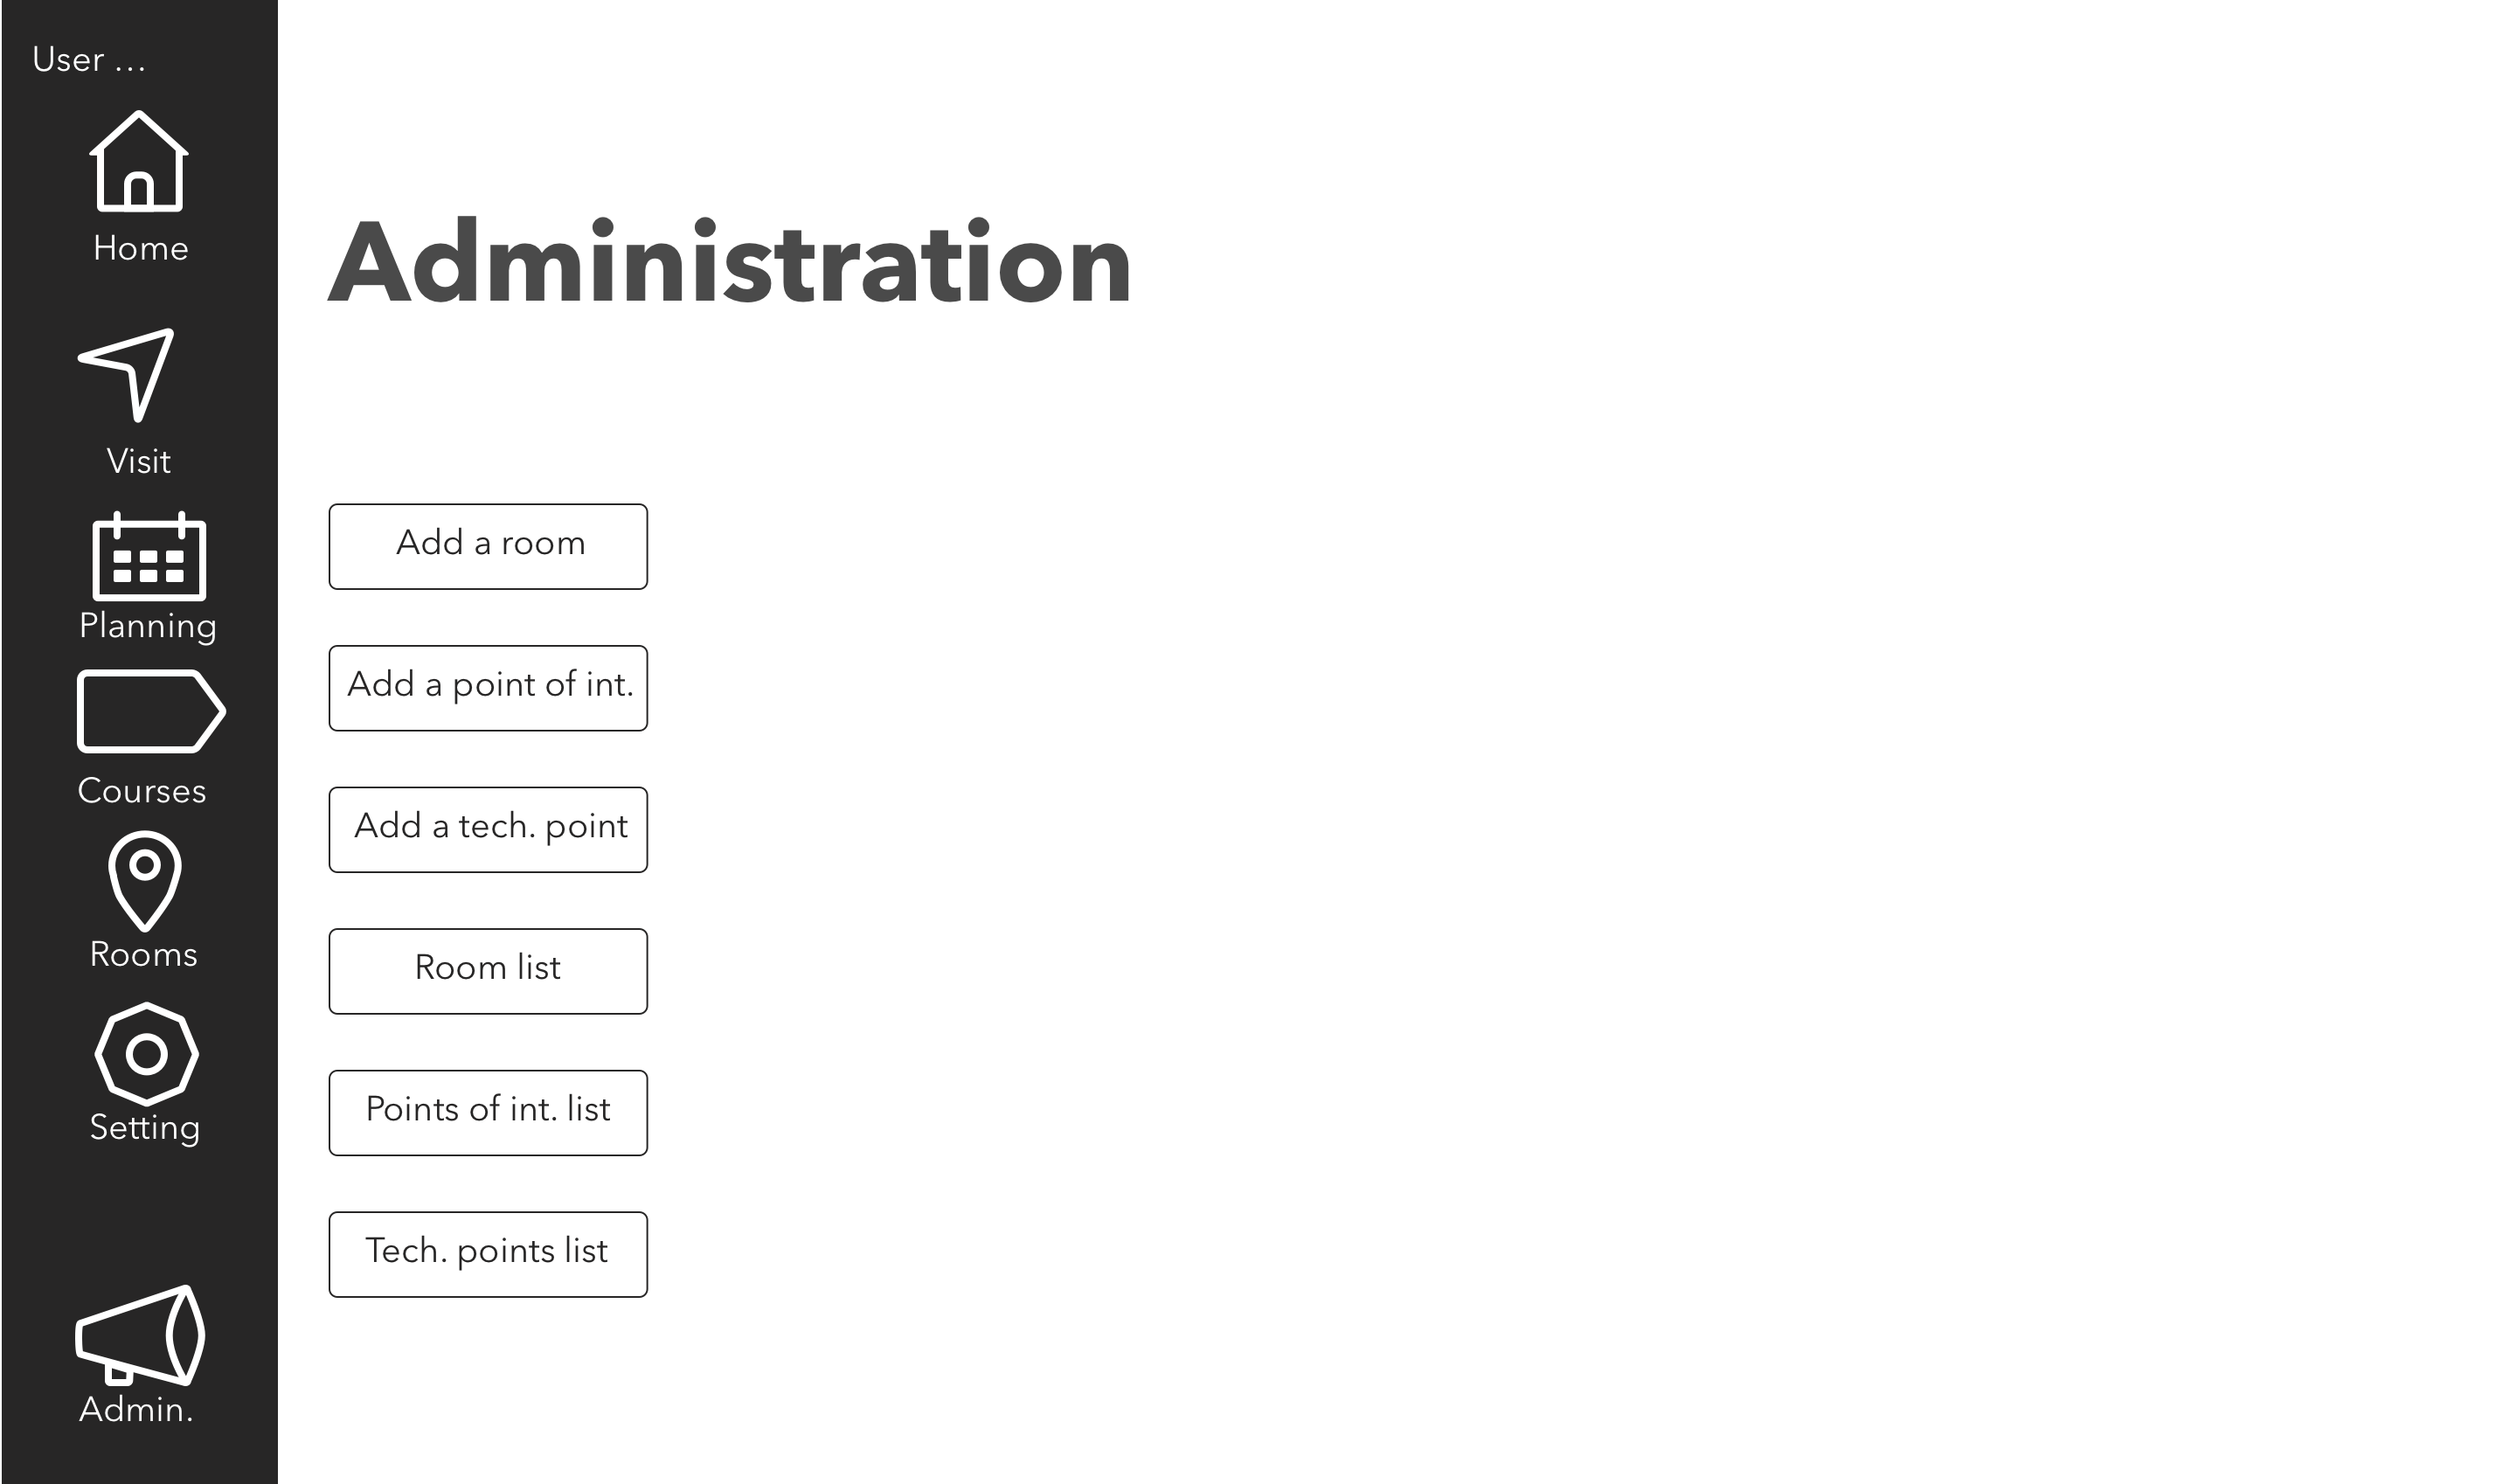 User ...
Home
Visit
Planning
Courses
Rooms
Setting
Admin.
Administration
Add a room
Add a point of int.
Add a tech. point
Room list
Points of int. list
Tech. points list